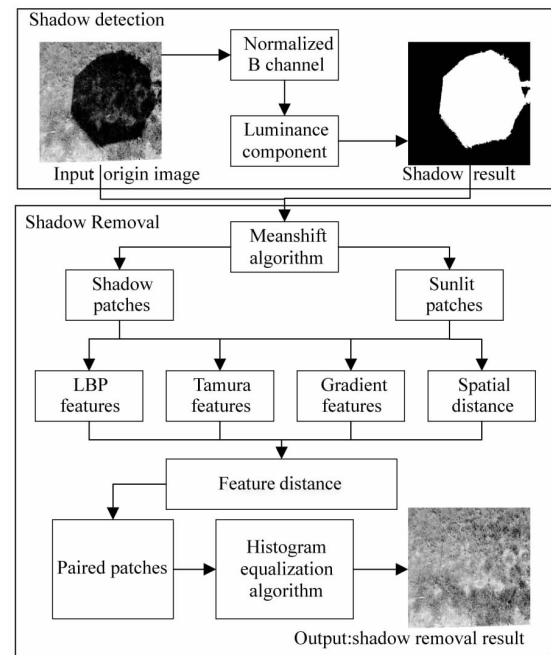 Shadow detection
Normalized
B channel
Luminance
component
Input origin image
Shadow result
Shadow Removal
Meanshift
algorithm
Shadow
patches
Sunlit
patches
LBP
features
Tamura
features
Gradient
features
Spatial
distance
Feature distance
Paired patches
Histogram
equalization
algorithm
Output:shadow removal result